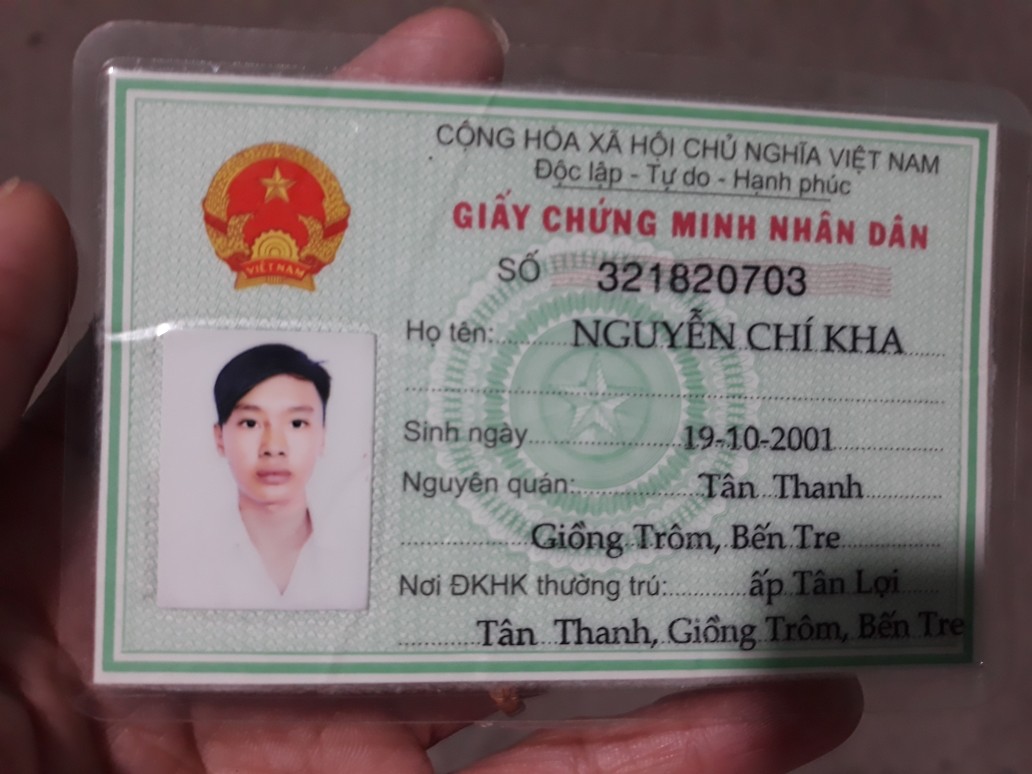 CỘNG HÒA XÃ HỘI CHỦ NGHĨA VIỆT NAM
Độc lập - Tự do - Hạnh phúc
GIẤY CHỨNG MINH NHÂN DÂN
SỐ 321820703
VIỆT NAM
Họ tên: NGUYỄN CHÍ KHA
Sinh ngày 19-10-2001
Nguyên quán: Tân Thanh
Giồng Trôm, Bến Tre
Nơi ĐKHK thường trú: ấp Tân Lợi
Tân Thanh, Giồng Trôm, Bến Tre